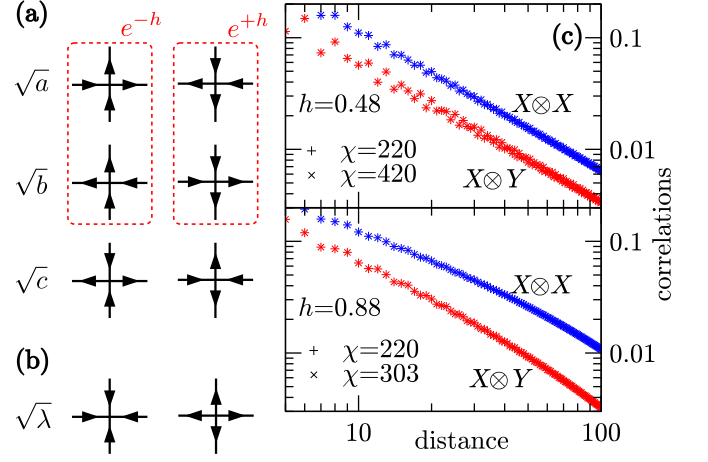 (a)
e^{-h}
e^{+h}
√a
√b
√c
(b)
√λ
(c)
0.1
X⊗X
h=0.48
+ χ=220
× χ=420
X⊗Y
0.01
correlations
0.1
X⊗X
h=0.88
+ χ=220
× χ=303
X⊗Y
0.01
10
distance
100